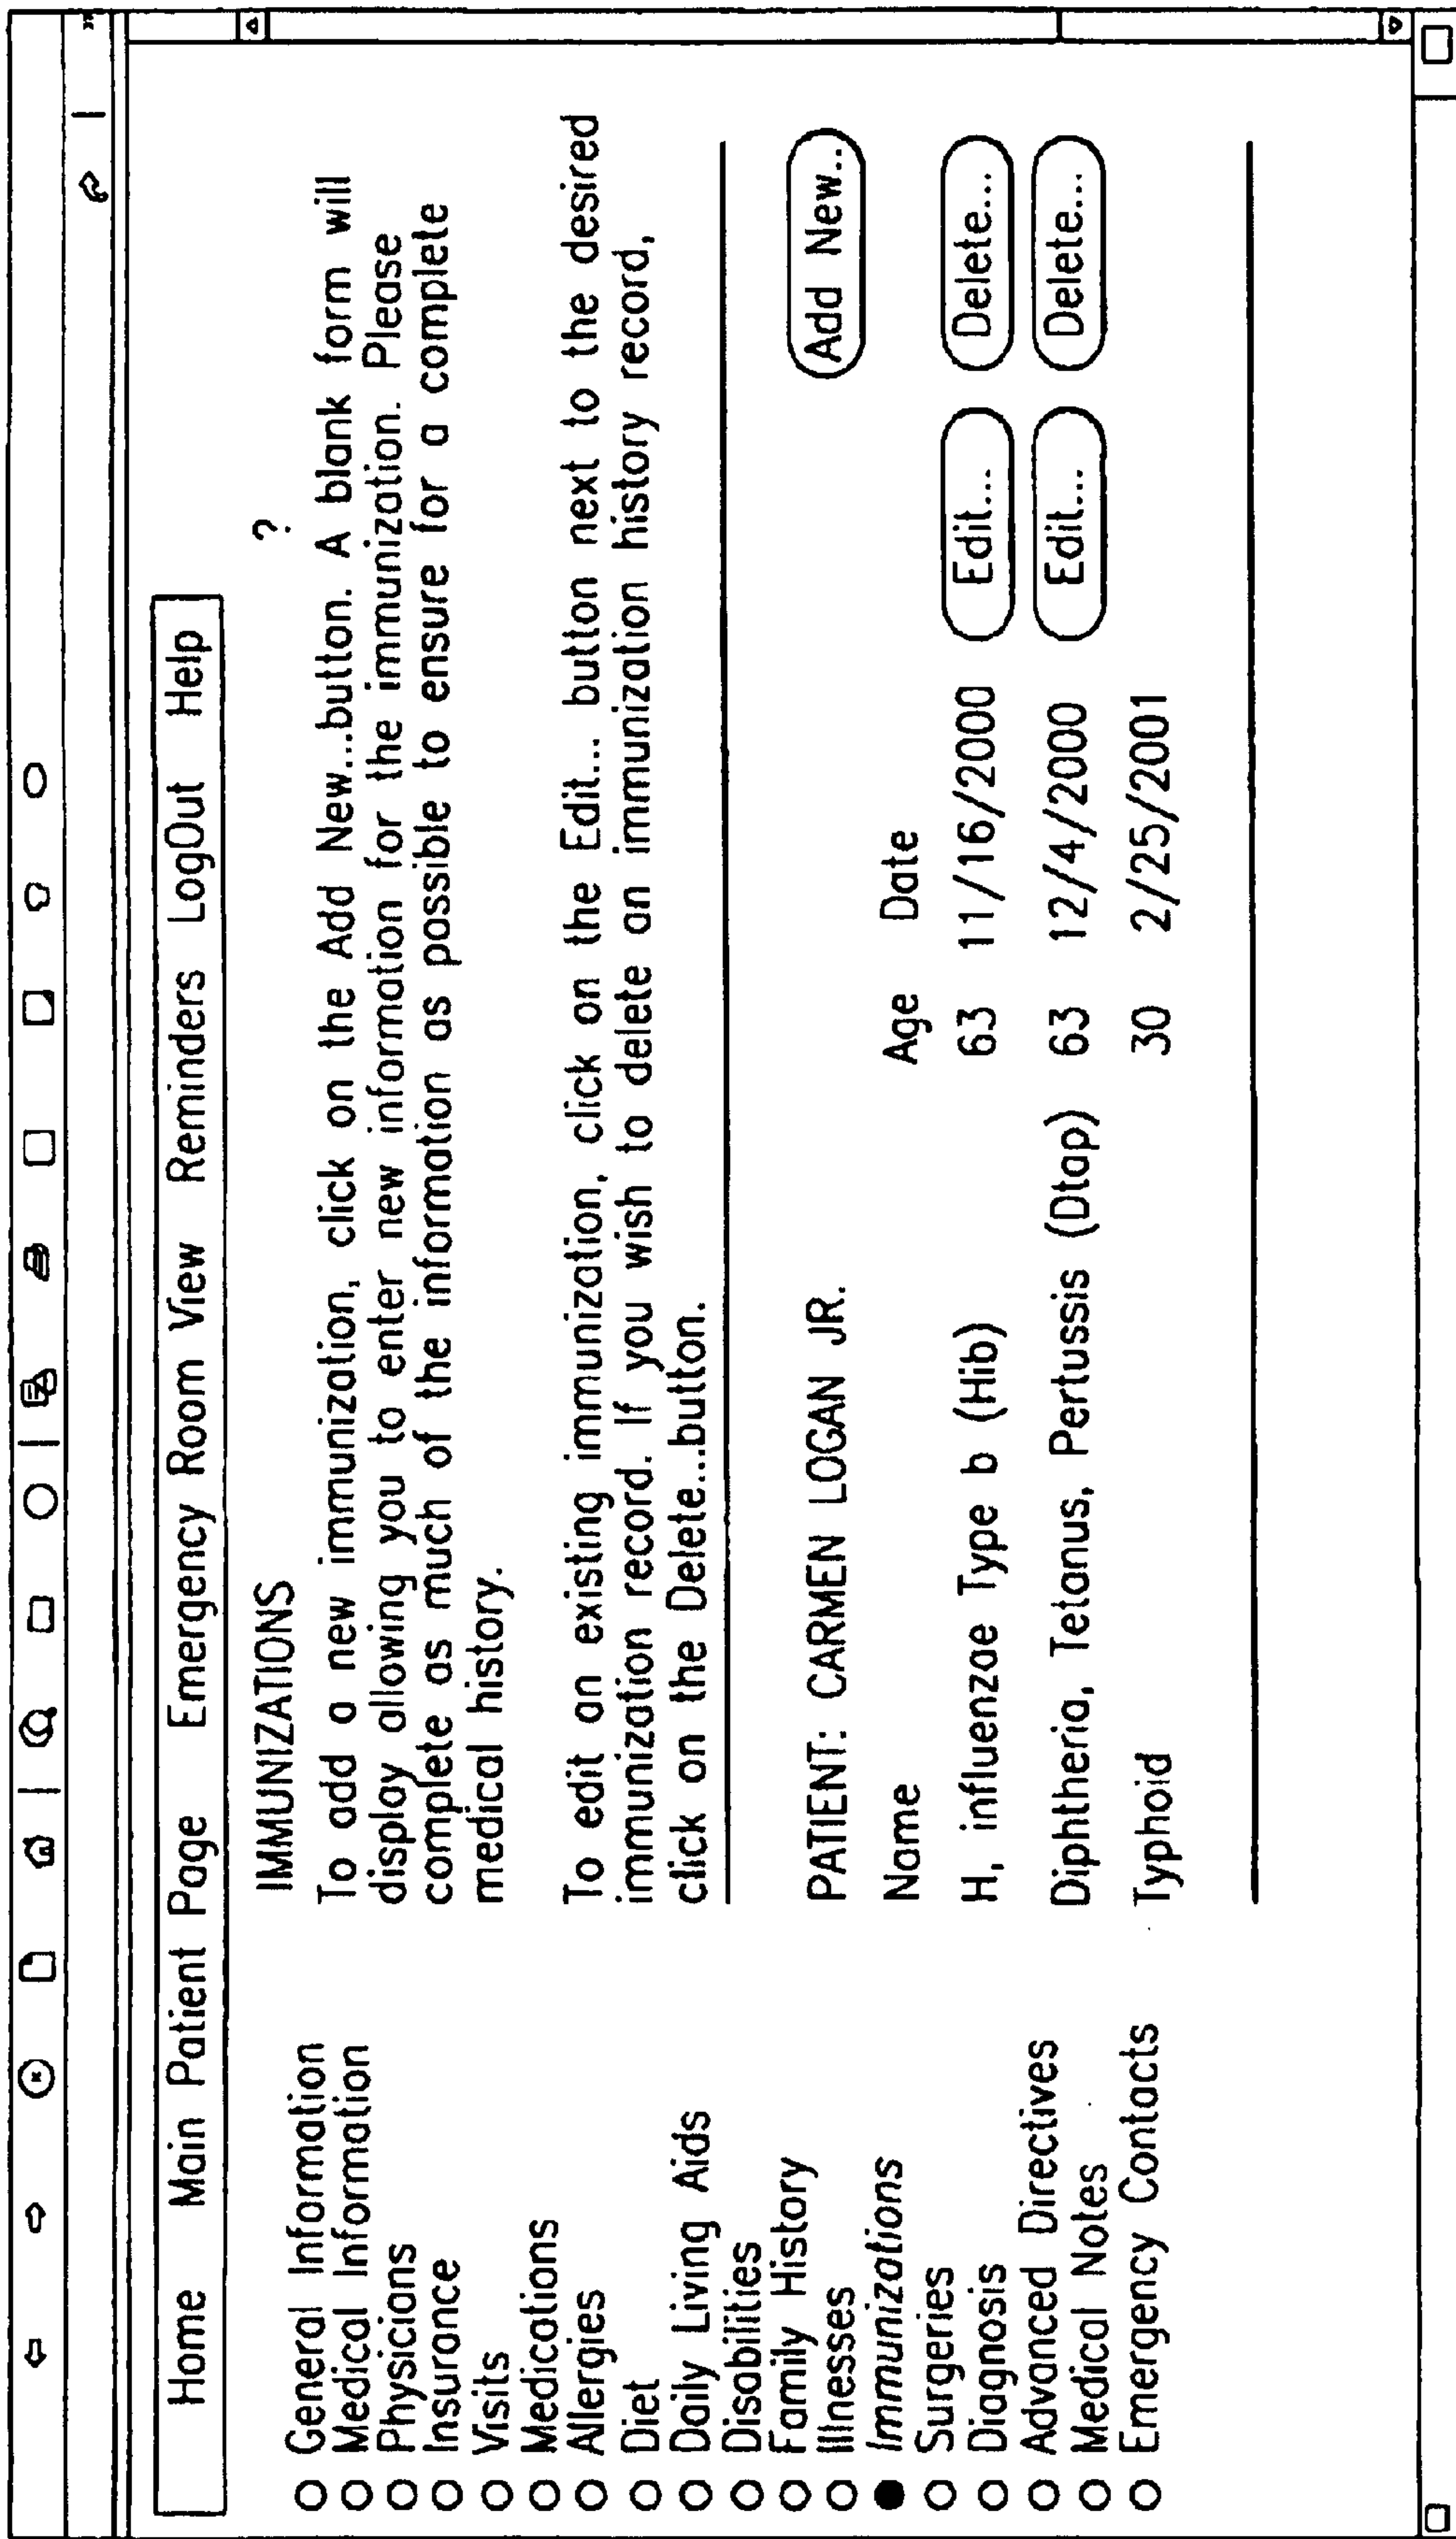 Home Main Patient Page Emergency Room View Reminders LogOut Help
General Information
Medical Information
Physicians
Insurance
Visits
Medications
Allergies
Diet
Daily Living Aids
Disabilities
Family History
Illnesses
Immunizations
Surgeries
Diagnosis
Advanced Directives
Medical Notes
Emergency Contacts
IMMUNIZATIONS ?
To add a new immunization, click on the Add New...button. A blank form will
display allowing you to enter new information for the immunization. Please
complete as much of the information as possible to ensure for a complete
medical history.
To edit an existing immunization, click on the Edit... button next to the desired
immunization record. If you wish to delete an immunization history record,
click on the Delete...button.
PATIENT: CARMEN LOGAN JR. Add New..
Name Age Date
H, influenzae Type b (Hib) 63 11/16/2000 Edit... Delete...
Diphtheria, Tetanus, Pertussis (Dtap) 63 12/4/2000 Edit... Delete...
Typhoid 30 2/25/2001